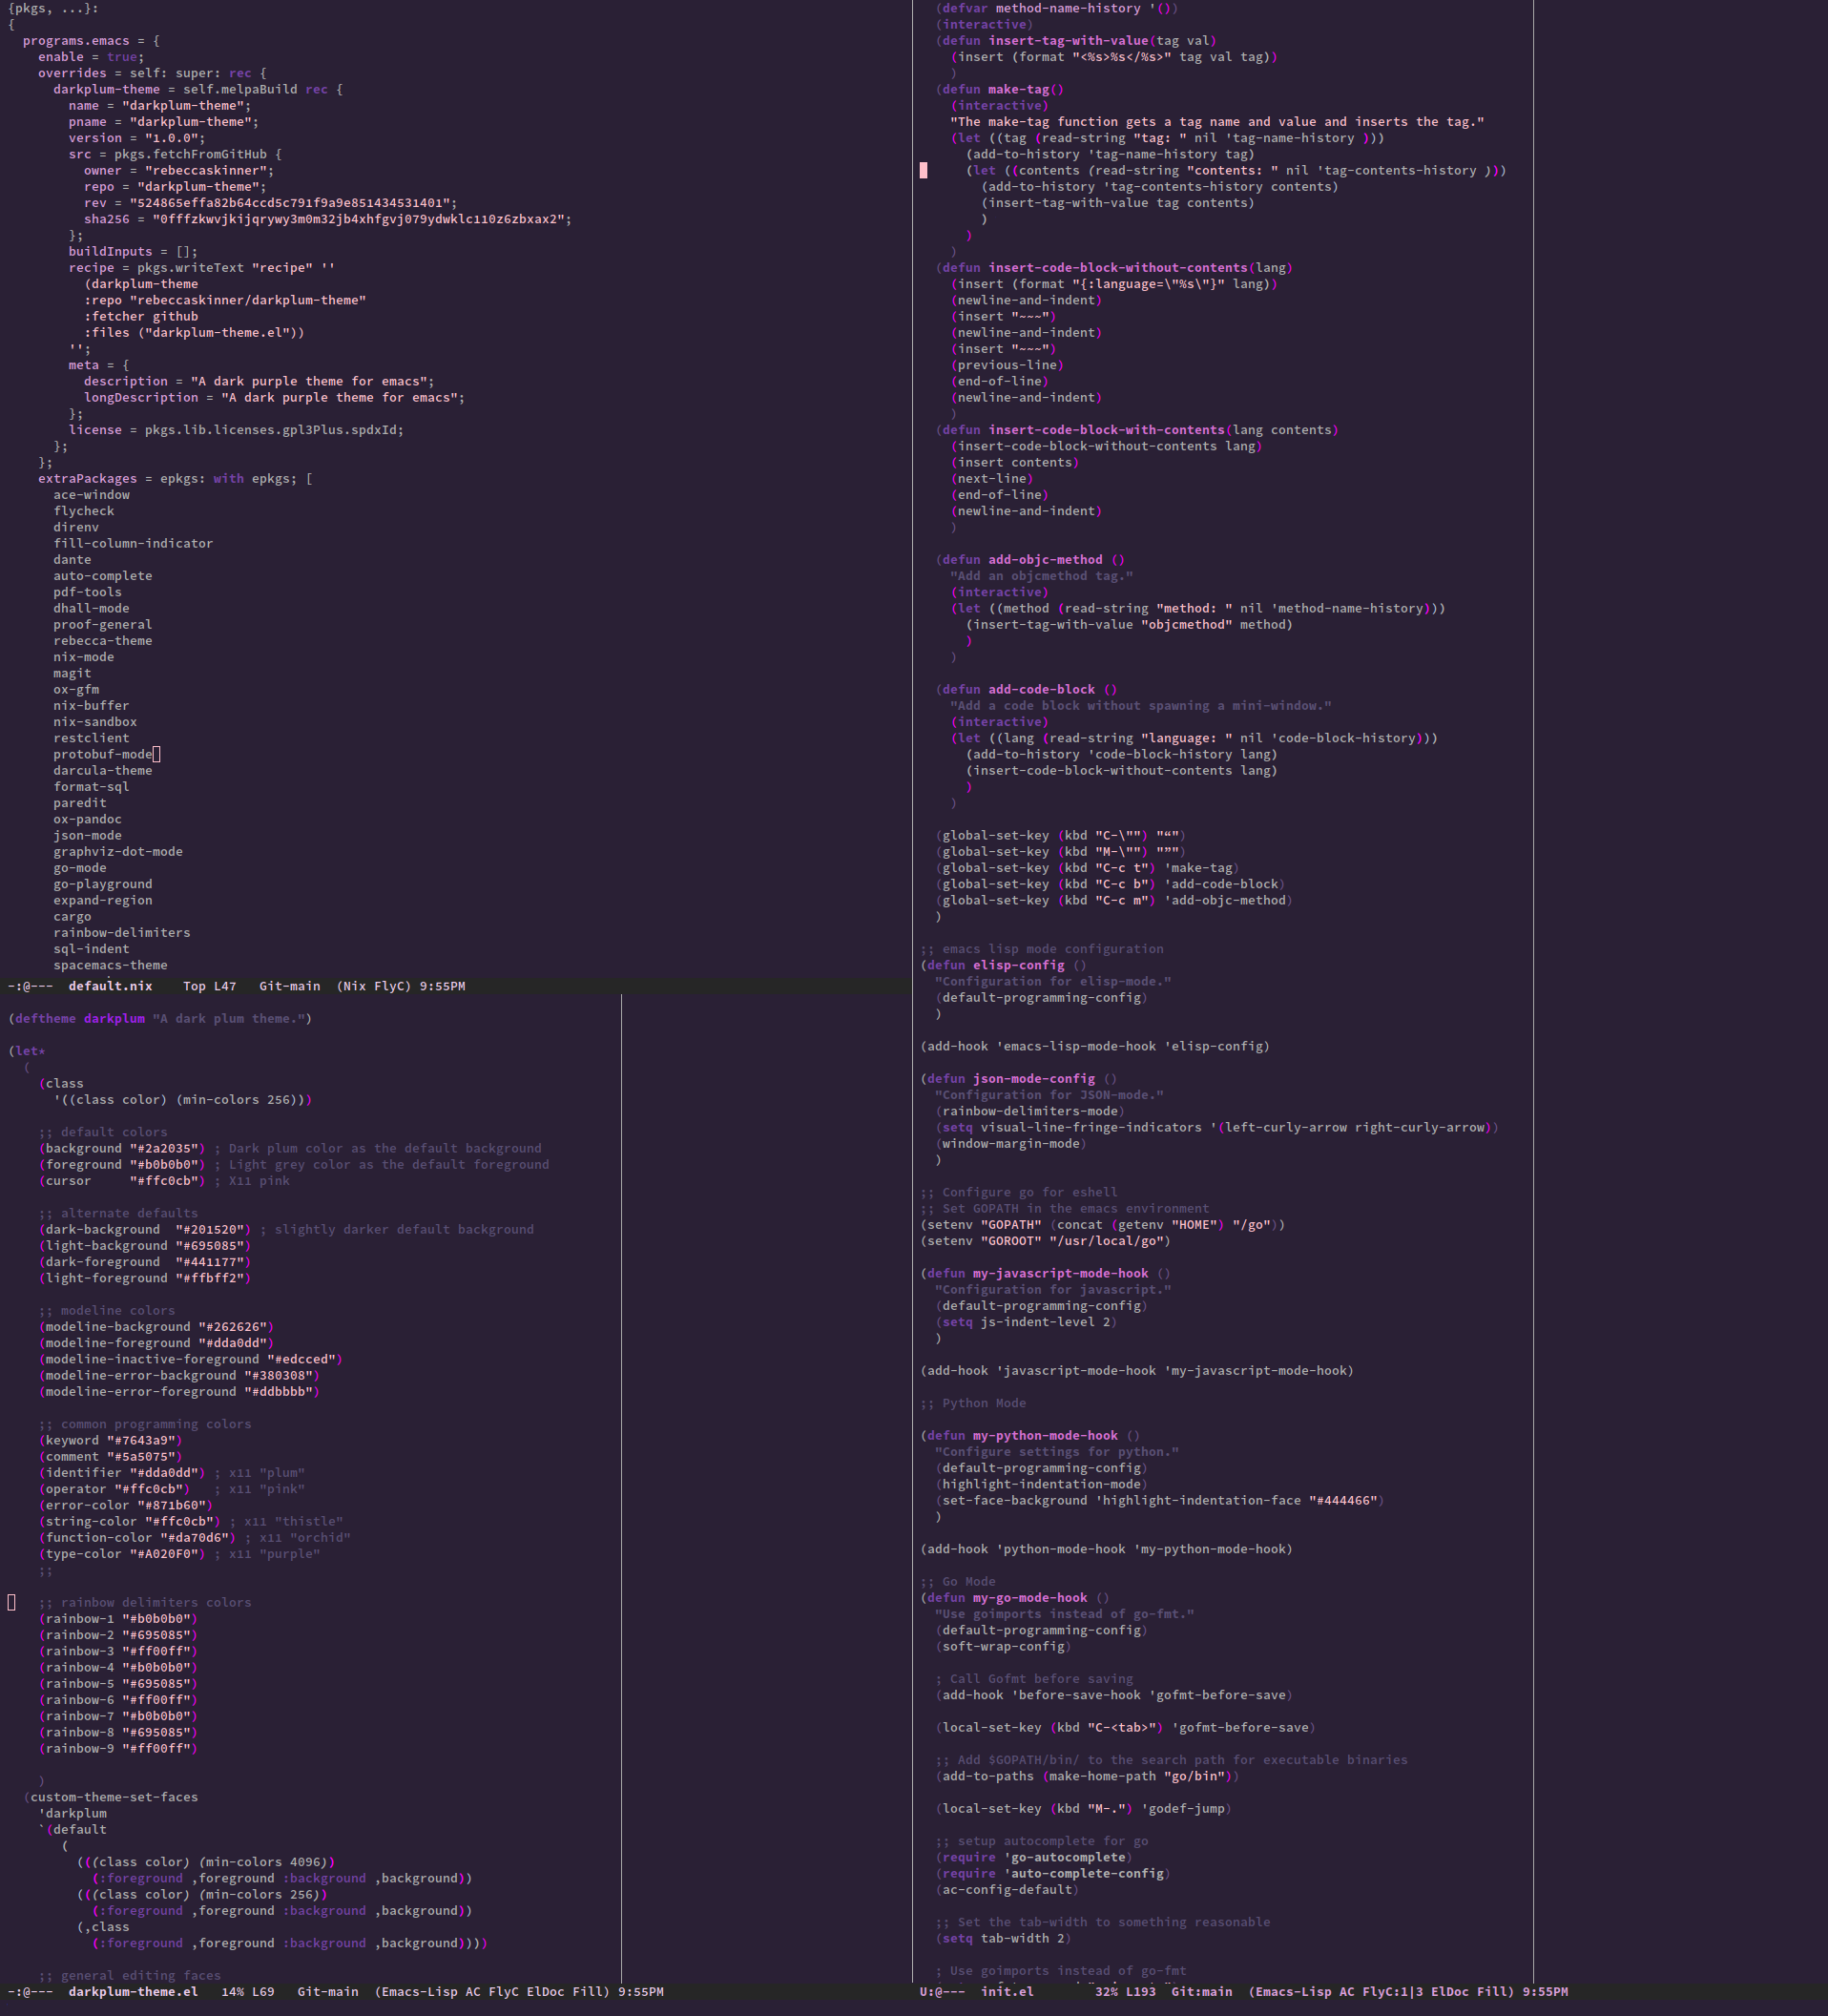 {pkgs, ...}:
{
  programs.emacs = {
    enable = true;
    overrides = self: super: rec {
      darkplum-theme = self.melpaBuild rec {
        name = "darkplum-theme";
        pname = "darkplum-theme";
        version = "1.0.0";
        src = pkgs.fetchFromGitHub {
          owner = "rebeccaskinner";
          repo = "darkplum-theme";
          rev = "524865effa82b64ccd5c791f9a9e851434531401";
          sha256 = "0fffzkwvjkijqrywy3m0m32jb4xhfgvj079ydwklc110z6zbxax2";
        };
        buildInputs = [];
        recipe = pkgs.writeText "recipe" ''
          (darkplum-theme
          :repo "rebeccaskinner/darkplum-theme"
          :fetcher github
          :files ("darkplum-theme.el"))
        '';
        meta = {
          description = "A dark purple theme for emacs";
          longDescription = "A dark purple theme for emacs";
        };
        license = pkgs.lib.licenses.gpl3Plus.spdxId;
      };
    };
    extraPackages = epkgs: with epkgs; [
      ace-window
      flycheck
      direnv
      fill-column-indicator
      dante
      auto-complete
      pdf-tools
      dhall-mode
      proof-general
      rebecca-theme
      nix-mode
      magit
      ox-gfm
      nix-buffer
      nix-sandbox
      restclient
      protobuf-mode
      darcula-theme
      format-sql
      paredit
      ox-pandoc
      json-mode
      graphviz-dot-mode
      go-mode
      go-playground
      expand-region
      cargo
      rainbow-delimiters
      sql-indent
      spacemacs-theme
-:@---  default.nix    Top L47   Git-main  (Nix FlyC) 9:55PM
(deftheme darkplum "A dark plum theme.")
(let*
  (
    (class
      '((class color) (min-colors 256)))
    ;; default colors
    (background "#2a2035") ; Dark plum color as the default background
    (foreground "#b0b0b0") ; Light grey color as the default foreground
    (cursor     "#ffc0cb") ; X11 pink
    ;; alternate defaults
    (dark-background  "#201520") ; slightly darker default background
    (light-background "#695085")
    (dark-foreground "#441177")
    (light-foreground "#ffbff2")
    ;; modeline colors
    (modeline-background "#262626")
    (modeline-foreground "#dda0dd")
    (modeline-inactive-foreground "#edcced")
    (modeline-error-background "#380308")
    (modeline-error-foreground "#ddbbbb")
    ;; common programming colors
    (keyword "#7643a9")
    (comment "#5a5075")
    (identifier "#dda0dd") ; x11 "plum"
    (operator "#ffc0cb")   ; x11 "pink"
    (error-color "#871b60")
    (string-color "#ffc0cb") ; x11 "thistle"
    (function-color "#da70d6") ; x11 "orchid"
    (type-color "#A020F0") ; x11 "purple"
    ;;
    ;; rainbow delimiters colors
    (rainbow-1 "#b0b0b0")
    (rainbow-2 "#695085")
    (rainbow-3 "#ff00ff")
    (rainbow-4 "#b0b0b0")
    (rainbow-5 "#695085")
    (rainbow-6 "#ff00ff")
    (rainbow-7 "#b0b0b0")
    (rainbow-8 "#695085")
    (rainbow-9 "#ff00ff")
    )
  (custom-theme-set-faces
    'darkplum
    `(default
       (
         (((class color) (min-colors 4096))
           (:foreground ,foreground :background ,background))
         (((class color) (min-colors 256))
           (:foreground ,foreground :background ,background))
         (,class
           (:foreground ,foreground :background ,background))))
    ;; general editing faces
-:@---  darkplum-theme.el   14% L69   Git-main  (Emacs-Lisp AC FlyC ElDoc Fill) 9:55PM
  (defvar method-name-history '())
  (interactive)
  (defun insert-tag-with-value(tag val)
    (insert (format "<%s>%s</%s>" tag val tag))
    )
  (defun make-tag()
    (interactive)
    "The make-tag function gets a tag name and value and inserts the tag."
    (let ((tag (read-string "tag: " nil 'tag-name-history )))
      (add-to-history 'tag-name-history tag)
      (let ((contents (read-string "contents: " nil 'tag-contents-history )))
        (add-to-history 'tag-contents-history contents)
        (insert-tag-with-value tag contents)
        )
      )
    )
  (defun insert-code-block-without-contents(lang)
    (insert (format "{:language=\"%s\"}" lang))
    (newline-and-indent)
    (insert "~~~")
    (newline-and-indent)
    (insert "~~~")
    (previous-line)
    (end-of-line)
    (newline-and-indent)
    )
  (defun insert-code-block-with-contents(lang contents)
    (insert-code-block-without-contents lang)
    (insert contents)
    (next-line)
    (end-of-line)
    (newline-and-indent)
    )
  (defun add-objc-method ()
    "Add an objcmethod tag."
    (interactive)
    (let ((method (read-string "method: " nil 'method-name-history)))
      (insert-tag-with-value "objcmethod" method)
      )
    )
  (defun add-code-block ()
    "Add a code block without spawning a mini-window."
    (interactive)
    (let ((lang (read-string "language: " nil 'code-block-history)))
      (add-to-history 'code-block-history lang)
      (insert-code-block-without-contents lang)
      )
    )
  (global-set-key (kbd "C-\"") "“")
  (global-set-key (kbd "M-\"") "”")
  (global-set-key (kbd "C-c t") 'make-tag)
  (global-set-key (kbd "C-c b") 'add-code-block)
  (global-set-key (kbd "C-c m") 'add-objc-method)
  )
;; emacs lisp mode configuration
(defun elisp-config ()
  "Configuration for elisp-mode."
  (default-programming-config)
  )
(add-hook 'emacs-lisp-mode-hook 'elisp-config)
(defun json-mode-config ()
  "Configuration for JSON-mode."
  (rainbow-delimiters-mode)
  (setq visual-line-fringe-indicators '(left-curly-arrow right-curly-arrow))
  (window-margin-mode)
  )
;; Configure go for eshell
;; Set GOPATH in the emacs environment
(setenv "GOPATH" (concat (getenv "HOME") "/go"))
(setenv "GOROOT" "/usr/local/go")
(defun my-javascript-mode-hook ()
  "Configuration for javascript."
  (default-programming-config)
  (setq js-indent-level 2)
  )
(add-hook 'javascript-mode-hook 'my-javascript-mode-hook)
;; Python Mode
(defun my-python-mode-hook ()
  "Configure settings for python."
  (default-programming-config)
  (highlight-indentation-mode)
  (set-face-background 'highlight-indentation-face "#444466")
  )
(add-hook 'python-mode-hook 'my-python-mode-hook)
;; Go Mode
(defun my-go-mode-hook ()
  "Use goimports instead of go-fmt."
  (default-programming-config)
  (soft-wrap-config)
  ; Call Gofmt before saving
  (add-hook 'before-save-hook 'gofmt-before-save)
  (local-set-key (kbd "C-<tab>") 'gofmt-before-save)
  ;; Add $GOPATH/bin/ to the search path for executable binaries
  (add-to-paths (make-home-path "go/bin"))
  (local-set-key (kbd "M-.") 'godef-jump)
  ;; setup autocomplete for go
  (require 'go-autocomplete)
  (require 'auto-complete-config)
  (ac-config-default)
  ;; Set the tab-width to something reasonable
  (setq tab-width 2)
  ; Use goimports instead of go-fmt
U:@---  init.el        32% L193  Git:main  (Emacs-Lisp AC FlyC:1|3 ElDoc Fill) 9:55PM